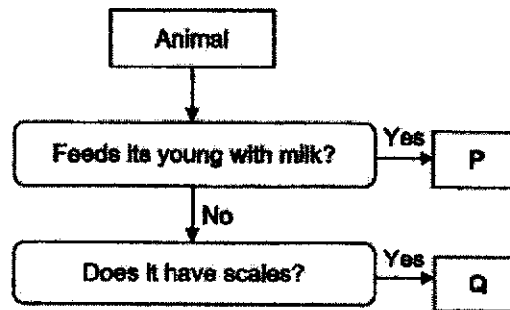 Animal
Feeds its young with milk?
Yes
P
No
Does it have scales?
Yes
Q